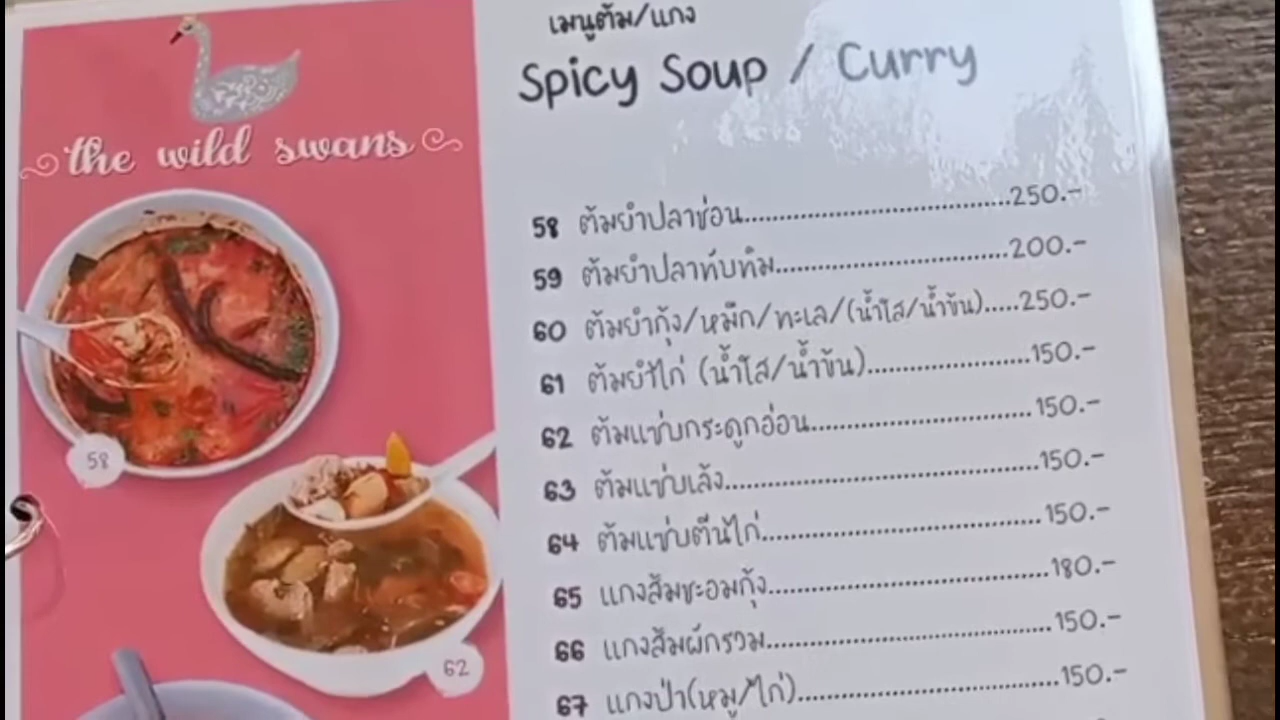 the wild swans
58
62
เมนูต้ม/แกง
Spicy Soup / Curry
58 ต้มยำปลาช่อน..........250.-
59 ต้มยำปลาทับทิม..........200.-
60 ต้มยำกุ้ง/หมึก/ทะเล/(น้ำใส/น้ำข้น).....250.-
61 ต้มยำไก่ (น้ำใส/น้ำข้น)..........150.-
62 ต้มแซ่บกระดูกอ่อน..........150.-
63 ต้มแซ่บเล้ง..........150.-
64 ต้มแซ่บตีนไก่..........150.-
65 แกงส้มชะอมกุ้ง..........180.-
66 แกงส้มผักรวม..........150.-
67 แกงป่า(หมู/ไก่)..........150.-